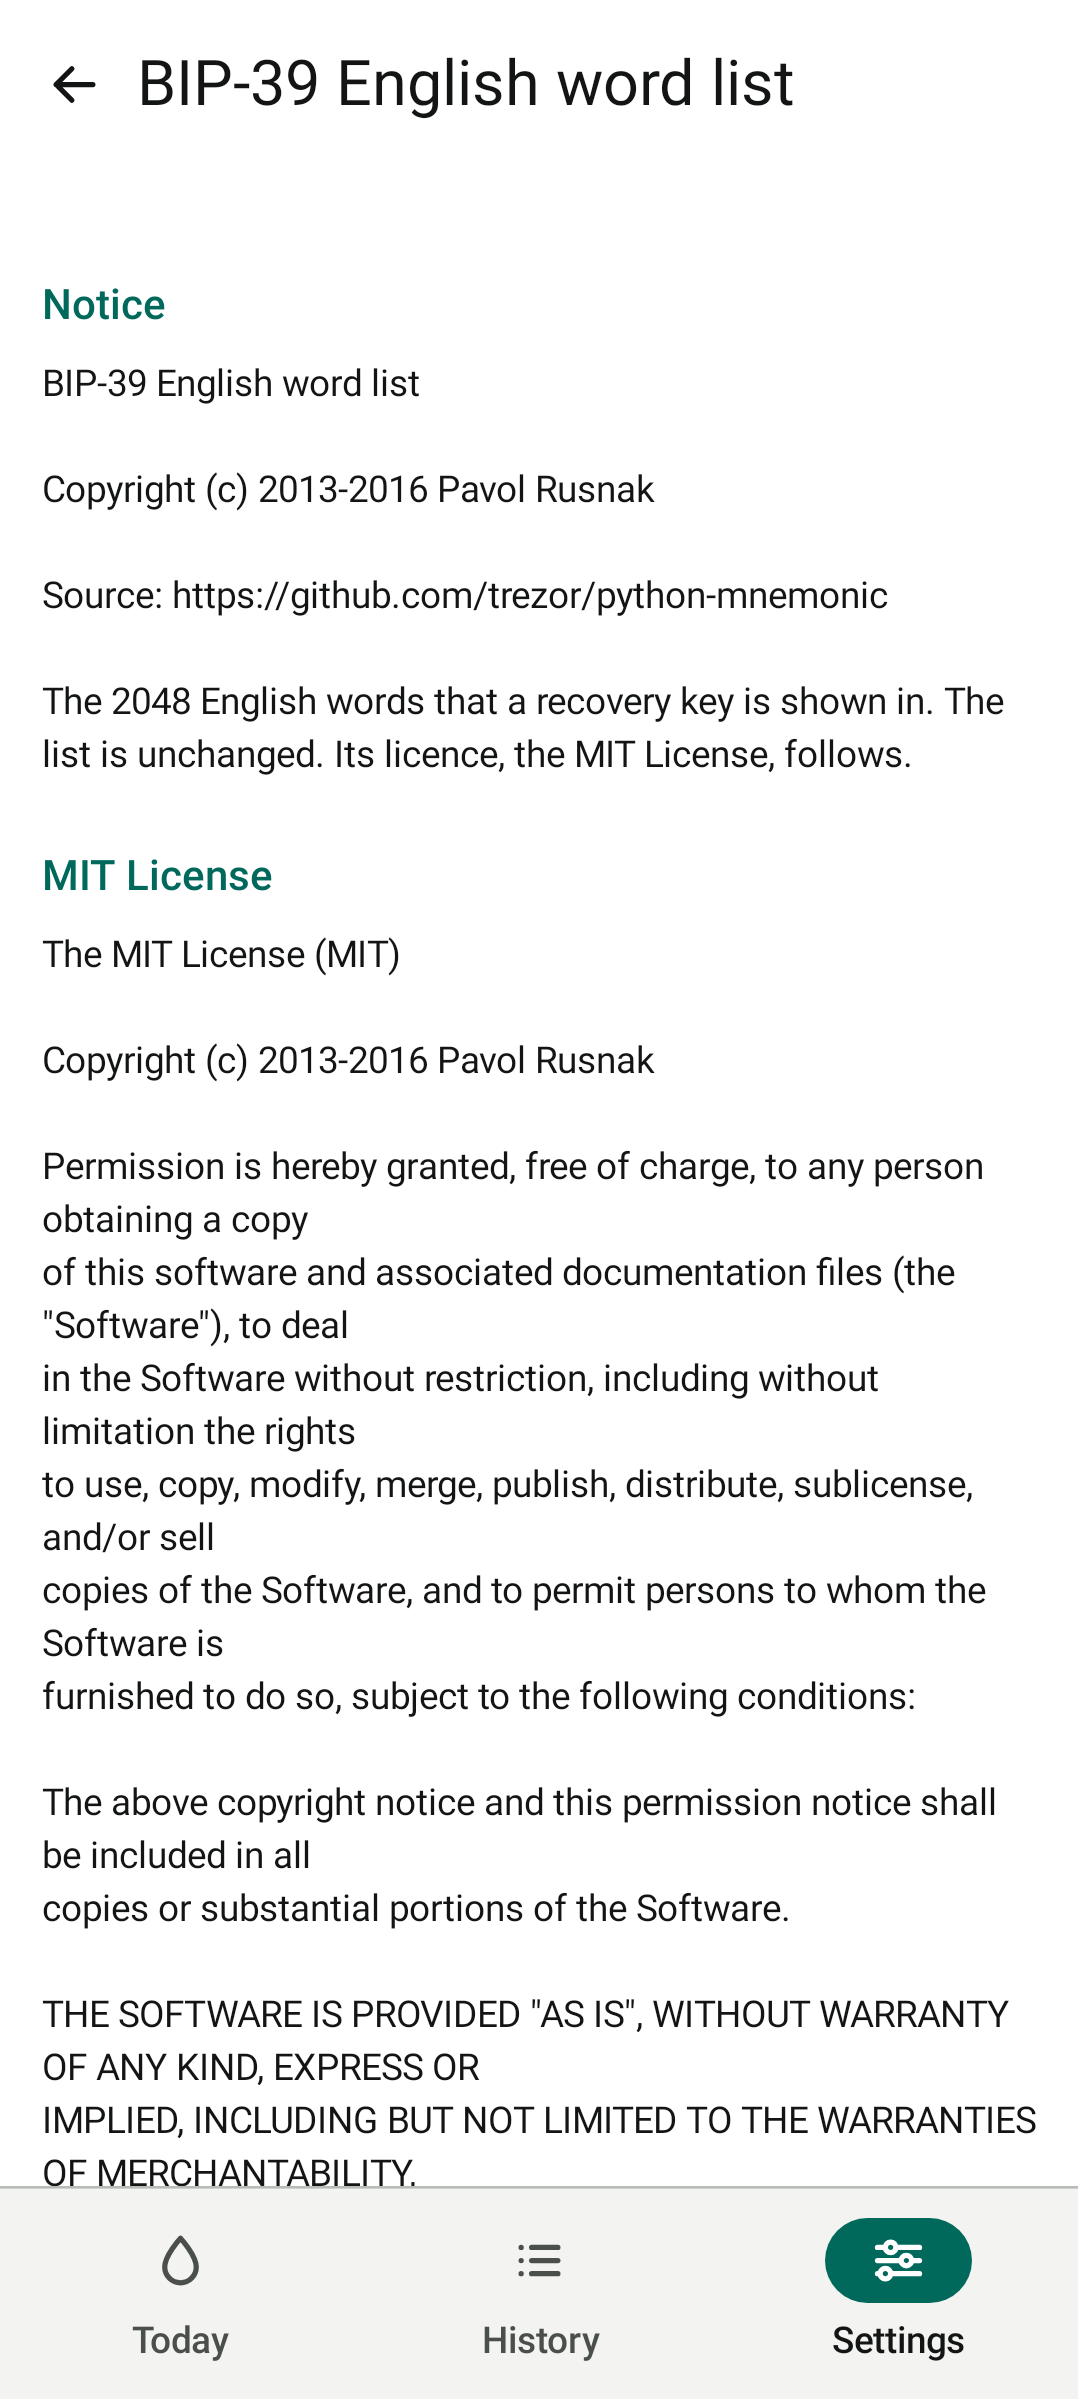 BIP-39 English word list
Notice
BIP-39 English word list
Copyright (c) 2013-2016 Pavol Rusnak
Source: https://github.com/trezor/python-mnemonic
The 2048 English words that a recovery key is shown in. The
list is unchanged. Its licence, the MIT License, follows.
MIT License
The MIT License (MIT)
Copyright (c) 2013-2016 Pavol Rusnak
Permission is hereby granted, free of charge, to any person
obtaining a copy
of this software and associated documentation files (the
"Software"), to deal
in the Software without restriction, including without
limitation the rights
to use, copy, modify, merge, publish, distribute, sublicense,
and/or sell
copies of the Software, and to permit persons to whom the
Software is
furnished to do so, subject to the following conditions:
The above copyright notice and this permission notice shall
be included in all
copies or substantial portions of the Software.
THE SOFTWARE IS PROVIDED "AS IS", WITHOUT WARRANTY
OF ANY KIND, EXPRESS OR
IMPLIED, INCLUDING BUT NOT LIMITED TO THE WARRANTIES
OF MERCHANTABILITY,
Today
History
Settings